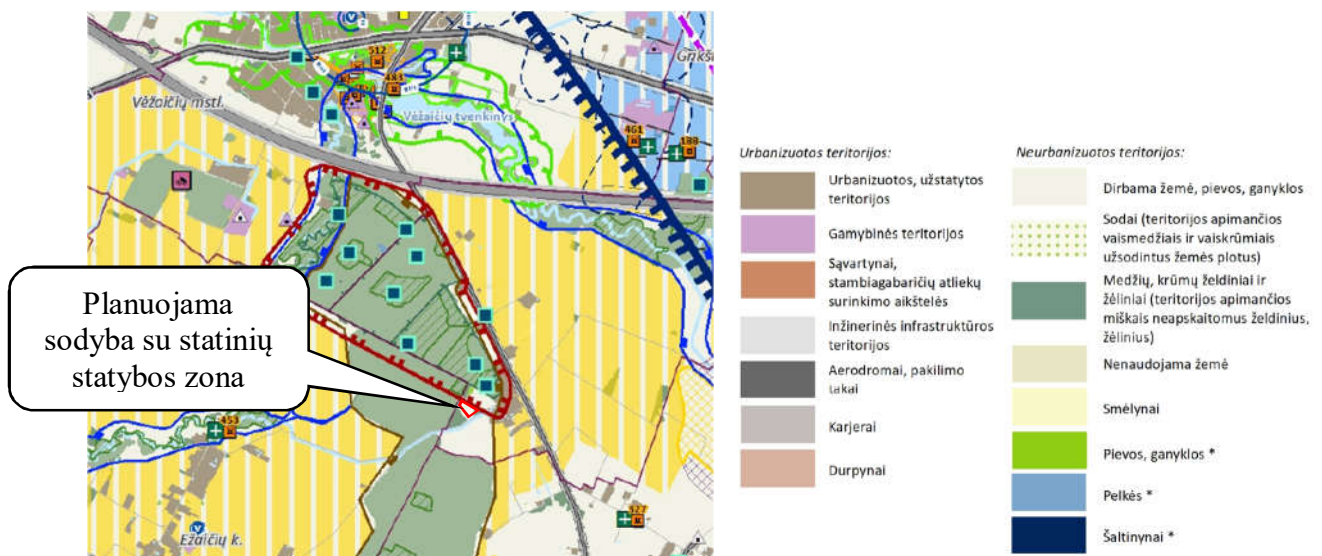 512
483
Grikš
Vėžaičių mstl.
Vėžaičių tvenkinys
461
188
Planuojama
sodyba su statinių
statybos zona
453
327
Ežaičių k.
Urbanizuotos teritorijos:
Urbanizuotos, užstatytos
teritorijos
Gamybinės teritorijos
Sąvartynai,
stambiagabaričių atliekų
surinkimo aikštelės
Inžinerinės infrastruktūros
teritorijos
Aerodromai, pakilimo
takai
Karjerai
Durpynai
Neurbanizuotos teritorijos:
Dirbama žemė, pievos, ganyklos
Sodai (teritorijos apimančios
vaismedžiais ir vaiskrūmiais
užsodintus žemės plotus)
Medžių, krūmų želdiniai ir
žėliniai (teritorijos apimančios
miškais neapskaitomus želdinius,
žėlinius)
Nenaudojama žemė
Smėlynai
Pievos, ganyklos *
Pelkės *
Šaltinynai *